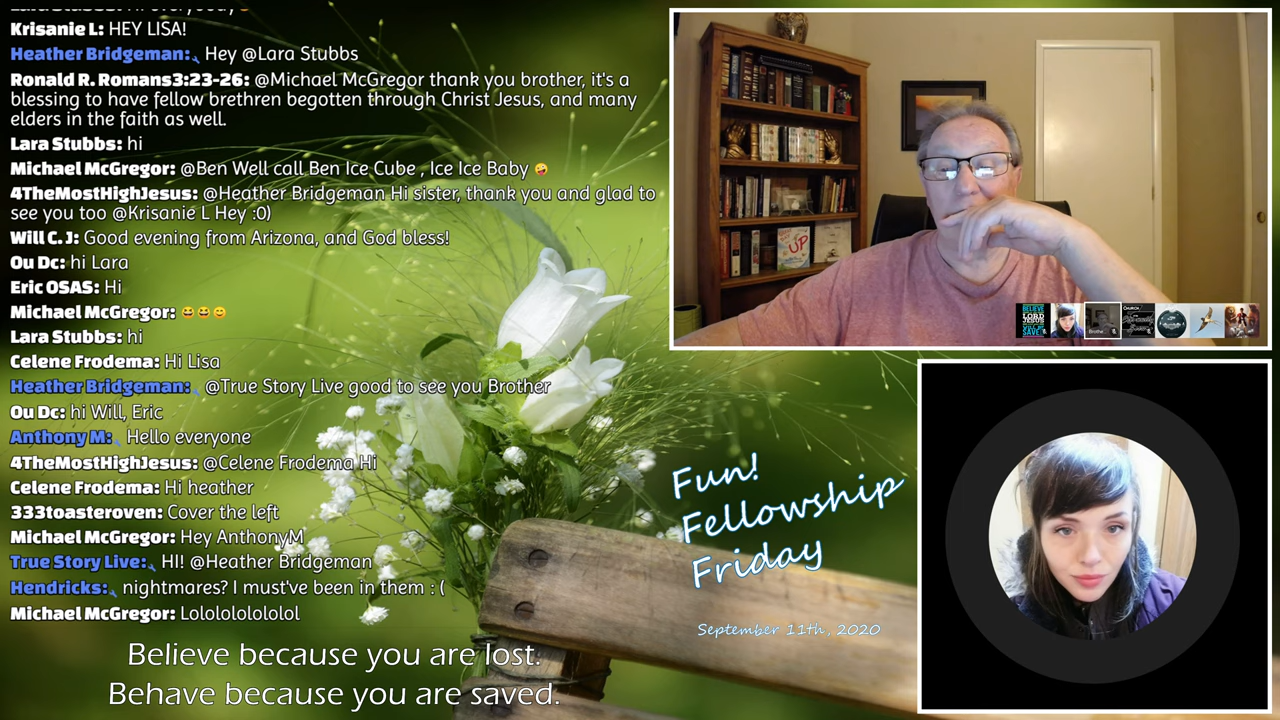 Krisanie L: HEY LISA!
Heather Bridgeman: Hey @Lara Stubbs
Ronald R. Romans3:23-26: @Michael McGregor thank you brother, it's a
blessing to have fellow brethren begotten through Christ Jesus, and many
elders in the faith as well.
Lara Stubbs: hi
Michael McGregor: @Ben Well call Ben Ice Cube , Ice Ice Baby 🤪
4TheMostHighJesus: @Heather Bridgeman Hi sister, thank you and glad to
see you too @Krisanie L Hey :0)
Will C. J: Good evening from Arizona, and God bless!
Ou Dc: hi Lara
Eric OSAS: Hi
Michael McGregor: 😆😆😊
Lara Stubbs: hi
Celene Frodema: Hi Lisa
Heather Bridgeman: @True Story Live good to see you Brother
Ou Dc: hi Will, Eric
Anthony M: Hello everyone
4TheMostHighJesus: @Celene Frodema Hi
Celene Frodema: Hi heather
333toasteroven: Cover the left
Michael McGregor: Hey AnthonyM
True Story Live: HI! @Heather Bridgeman
Hendricks: nightmares? I must've been in them : (
Michael McGregor: Lololololololol
Believe because you are lost.
Behave because you are saved.
UP
BELIEVE
LORD
JESUS
SAVE
Brothe...
CHURCH
Fun!
Fellowship
Friday
September 11th, 2020